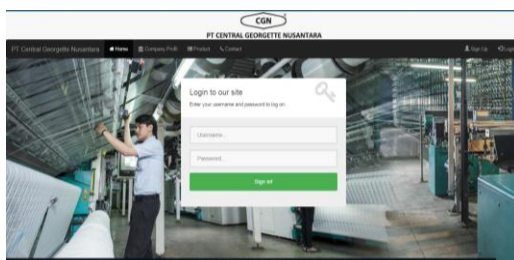 CGN
PT CENTRAL GEORGETTE NUSANTARA
PT Central Georgette Nusantara Home Company Profil Product Contact Sign Up Login
Login to our site
Enter your username and password to log on
Username...
Password...
Sign in!